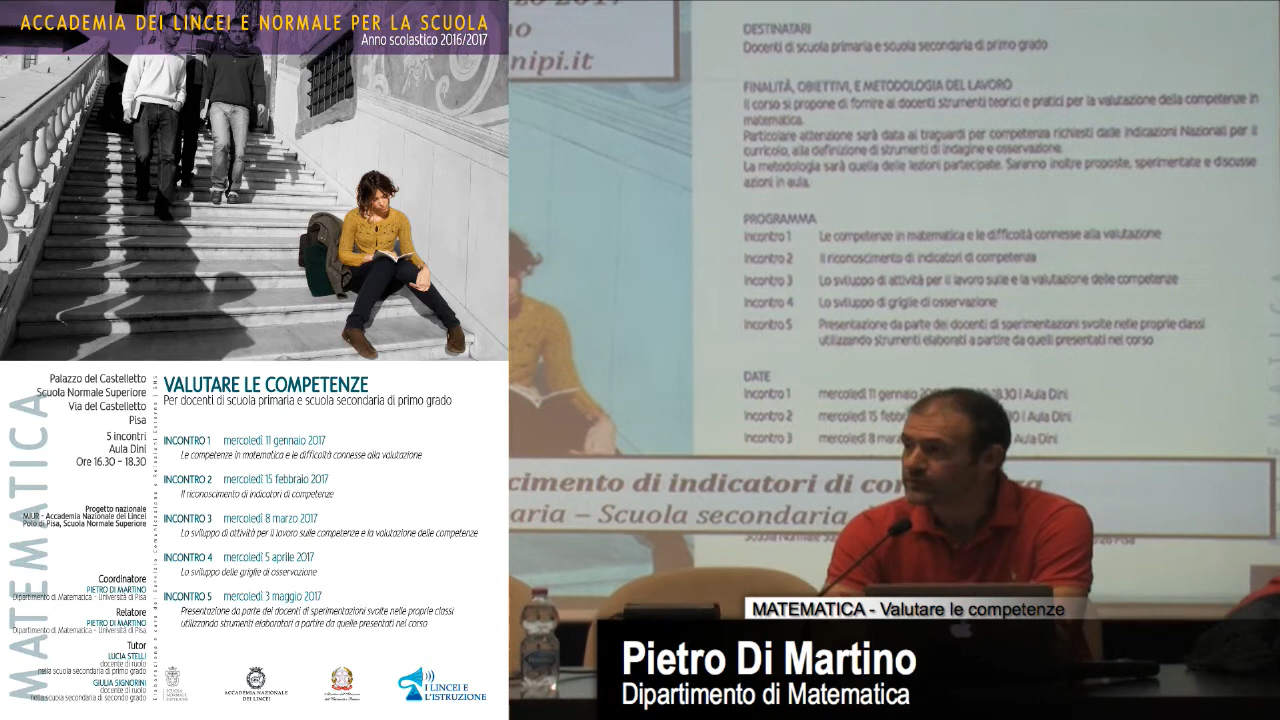 ACCADEMIA DEI LINCEI E NORMALE PER LA SCUOLA
Anno scolastico 2016/2017
MATEMATICA
Palazzo del Castelletto
Scuola Normale Superiore
Via del Castelletto
Pisa
5 incontri
Aula Dini
Ore 16.30 – 18.30
Progetto nazionale
MIUR - Accademia Nazionale dei Lincei
Polo di Pisa, Scuola Normale Superiore
Coordinatore
PIETRO DI MARTINO
Dipartimento di Matematica - Università di Pisa
Relatore
PIETRO DI MARTINO
Dipartimento di Matematica - Università di Pisa
Tutor
LUCIA STELLI
docente di ruolo
nella scuola secondaria di primo grado
GIULIA SIGNORINI
docente di ruolo
nella scuola secondaria di secondo grado
VALUTARE LE COMPETENZE
Per docenti di scuola primaria e scuola secondaria di primo grado
INCONTRO 1 mercoledì 11 gennaio 2017
Le competenze in matematica e le difficoltà connesse alla valutazione
INCONTRO 2 mercoledì 15 febbraio 2017
Il riconoscimento di indicatori di competenze
INCONTRO 3 mercoledì 8 marzo 2017
Lo sviluppo di attività per il lavoro sulle competenze e la valutazione delle competenze
INCONTRO 4 mercoledì 5 aprile 2017
Lo sviluppo delle griglie di osservazione
INCONTRO 5 mercoledì 3 maggio 2017
Presentazione da parte dei docenti di sperimentazioni svolte nelle proprie classi
utilizzando strumenti elaboratori a partire da quelle presentati nel corso
SCUOLA
NORMALE
SUPERIORE
ACCADEMIA NAZIONALE
DEI LINCEI
I LINCEI E
L'ISTRUZIONE
nipi.it
DESTINATARI
Docenti di scuola primaria e scuola secondaria di primo grado
FINALITÀ, OBIETTIVI, E METODOLOGIA DEL LAVORO
Il corso si propone di fornire ai docenti strumenti teorici e pratici per la valutazione della competenze in
matematica.
Particolare attenzione sarà data ai traguardi per competenza richiesti dalle Indicazioni Nazionali per il
curricolo, alla definizione di strumenti di indagine e osservazione.
La metodologia sarà quella delle lezioni partecipate. Saranno inoltre proposte, sperimentate e discusse
azioni in aula.
PROGRAMMA
Incontro 1 Le competenze in matematica e le difficoltà connesse alla valutazione
Incontro 2 Il riconoscimento di indicatori di competenza
Incontro 3 Lo sviluppo di attività per il lavoro sulle e la valutazione delle competenze
Incontro 4 Lo sviluppo di griglie di osservazione
Incontro 5 Presentazione da parte dei docenti di sperimentazioni svolte nelle proprie classi
utilizzando strumenti elaborati a partire da quelli presentati nel corso
DATE
Incontro 1 mercoledì 11 gennaio 18.30 | Aula Dini
Incontro 2 mercoledì 15 febb 18.30 | Aula Dini
Incontro 3 mercoledì 8 marz Aula Dini
cimento di indicatori di co
aria – Scuola secondaria d
MATEMATICA - Valutare le competenze
Pietro Di Martino
Dipartimento di Matematica